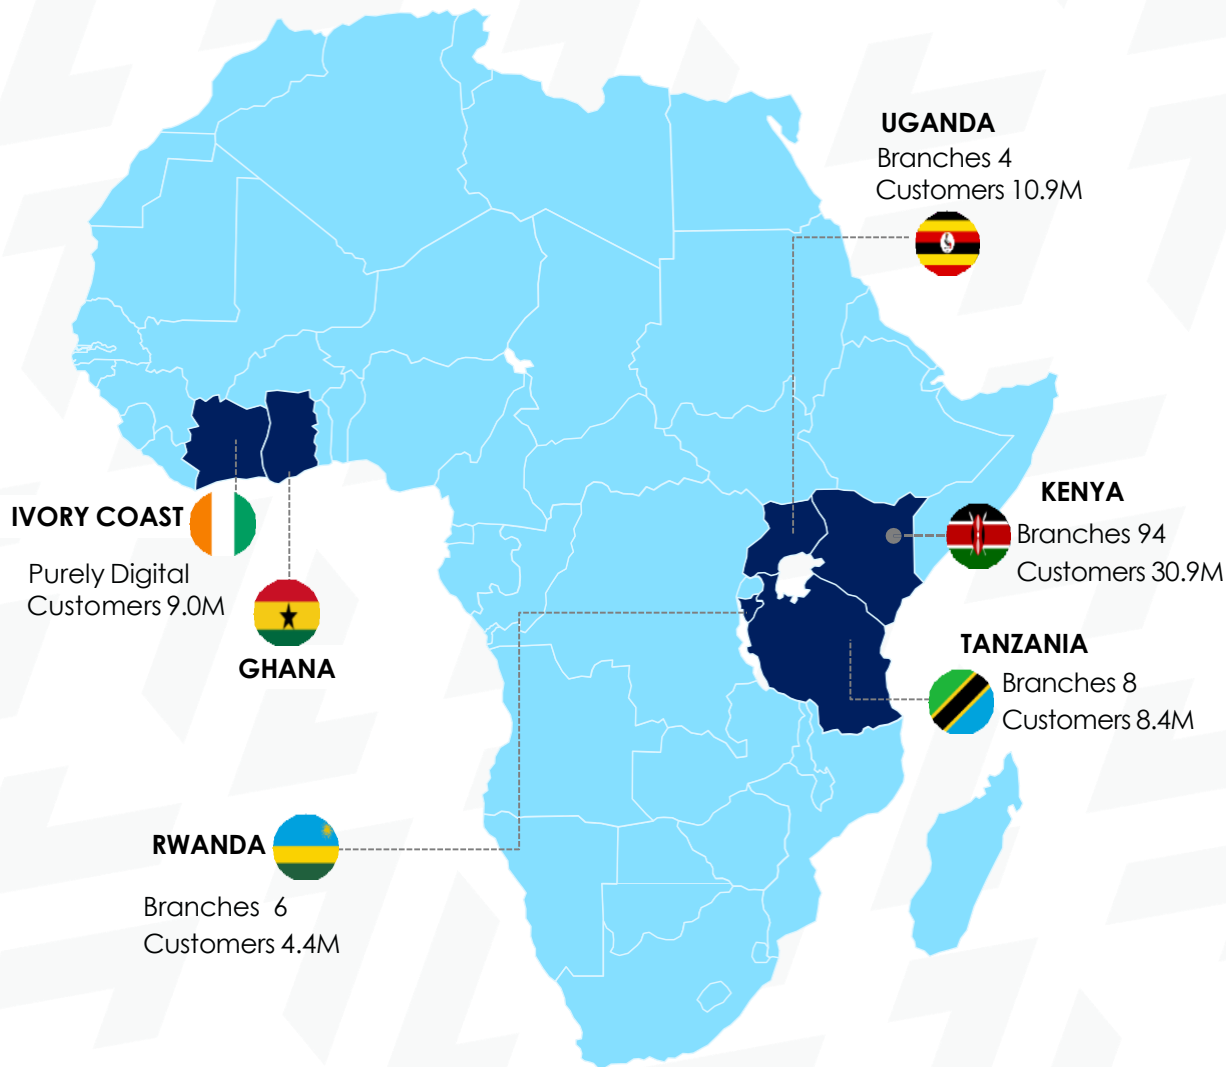 UGANDA
Branches 4
Customers 10.9M
KENYA
Branches 94
Customers 30.9M
IVORY COAST
Purely Digital
Customers 9.0M
GHANA
TANZANIA
Branches 8
Customers 8.4M
RWANDA
Branches 6
Customers 4.4M